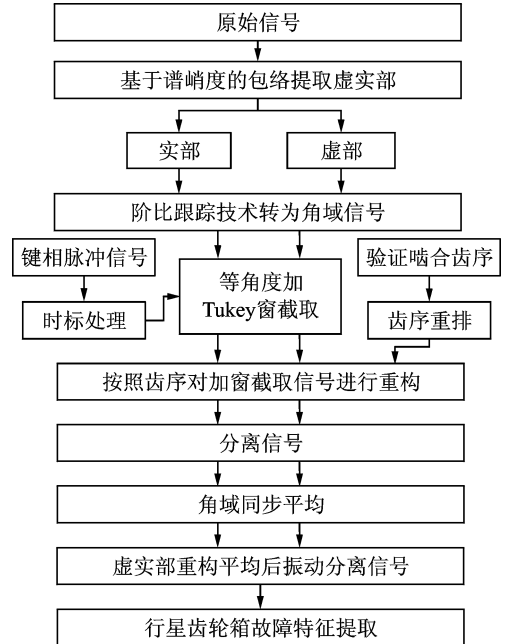 原始信号
基于谱峭度的包络提取虚实部
实部
虚部
阶比跟踪技术转为角域信号
键相脉冲信号
等角度加
Tukey窗截取
验证啮合齿序
时标处理
齿序重排
按照齿序对加窗截取信号进行重构
分离信号
角域同步平均
虚实部重构平均后振动分离信号
行星齿轮箱故障特征提取